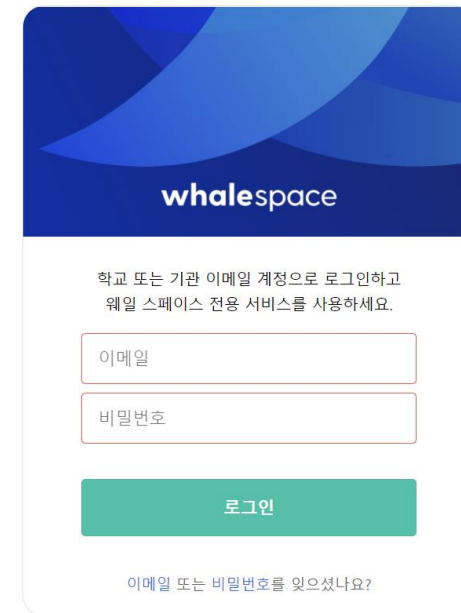 whalespace
학교 또는 기관 이메일 계정으로 로그인하고
웨일 스페이스 전용 서비스를 사용하세요.
이메일
비밀번호
로그인
이메일 또는 비밀번호를 잊으셨나요?